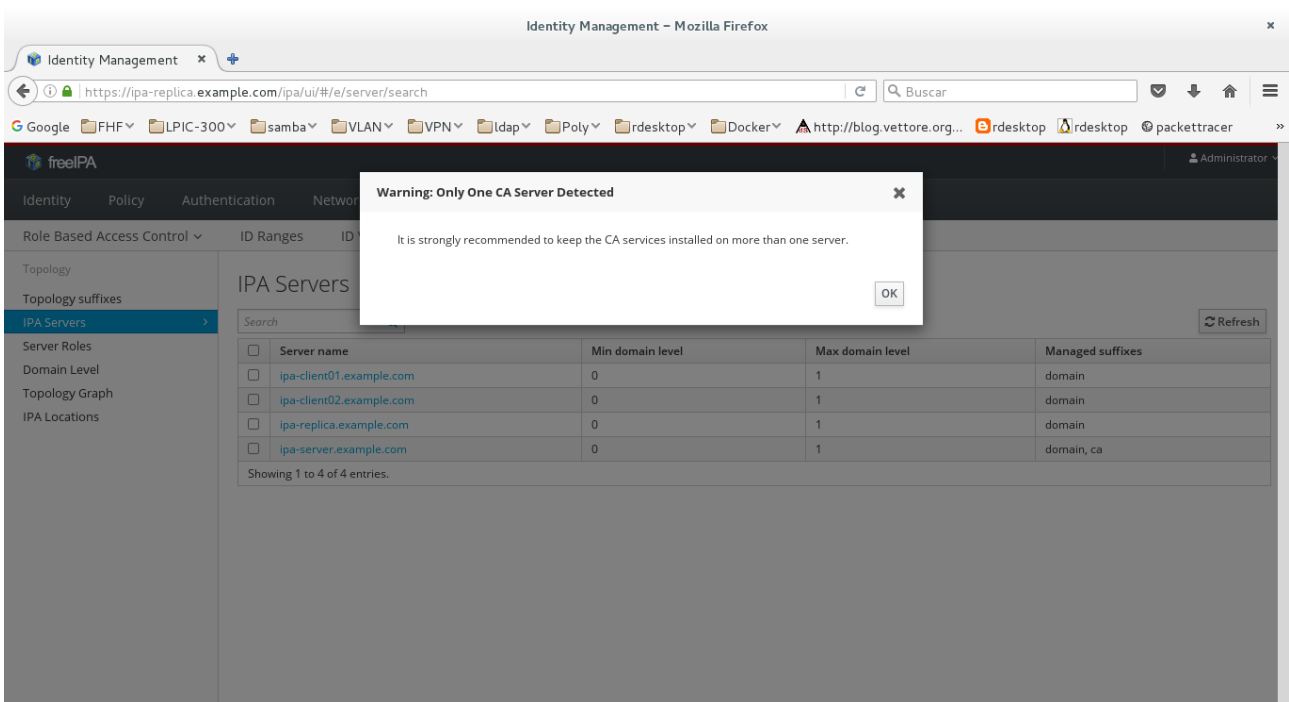 Identity Management - Mozilla Firefox
Identity Management
https://ipa-replica.example.com/ipa/ui/#/e/server/search
Buscar
Google FHF LPIC-300 samba VLAN VPN ldap Poly rdesktop Docker http://blog.vettore.org... rdesktop rdesktop packettracer »
freeIPA Administrator
Identity Policy Authentication Networ
Warning: Only One CA Server Detected
It is strongly recommended to keep the CA services installed on more than one server.
OK
Role Based Access Control ID Ranges ID
Topology
Topology suffixes
IPA Servers
Server Roles
Domain Level
Topology Graph
IPA Locations
IPA Servers
Search
Refresh
Server name Min domain level Max domain level Managed suffixes
ipa-client01.example.com 0 1 domain
ipa-client02.example.com 0 1 domain
ipa-replica.example.com 0 1 domain
ipa-server.example.com 0 1 domain, ca
Showing 1 to 4 of 4 entries.